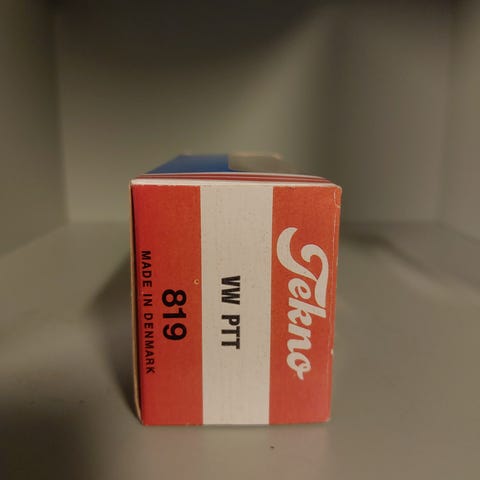 Tekno
VW PTT
819
MADE IN DENMARK